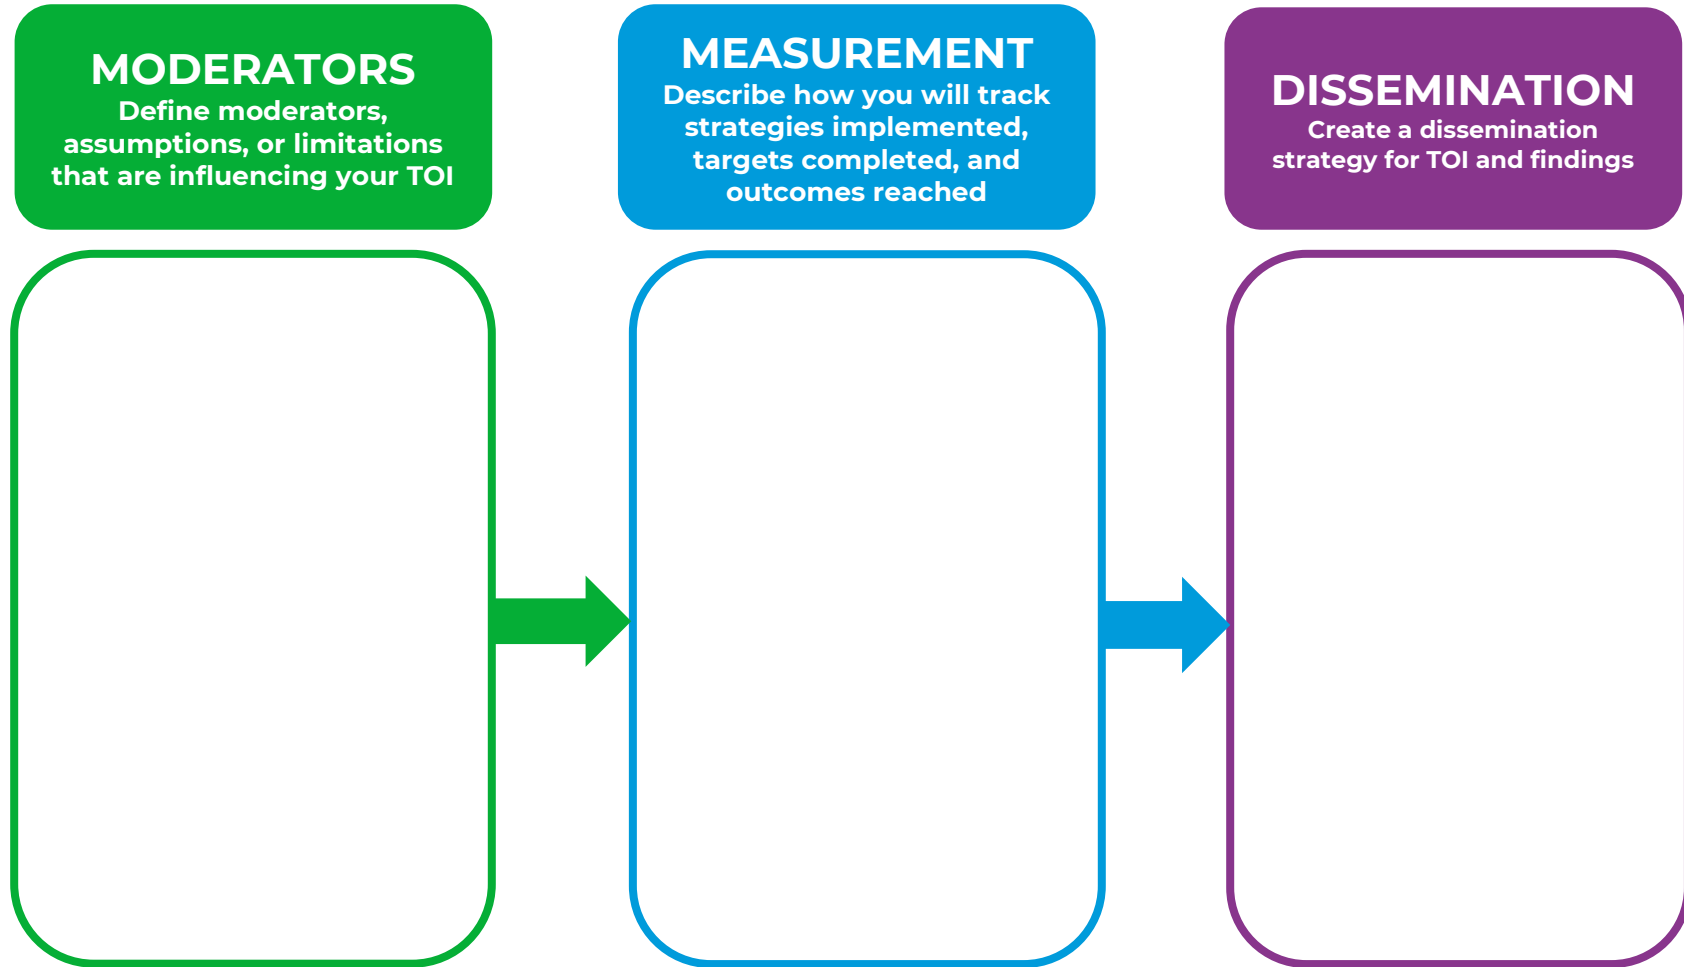 MODERATORS
Define moderators,
assumptions, or limitations
that are influencing your TOI
MEASUREMENT
Describe how you will track
strategies implemented,
targets completed, and
outcomes reached
DISSEMINATION
Create a dissemination
strategy for TOI and findings